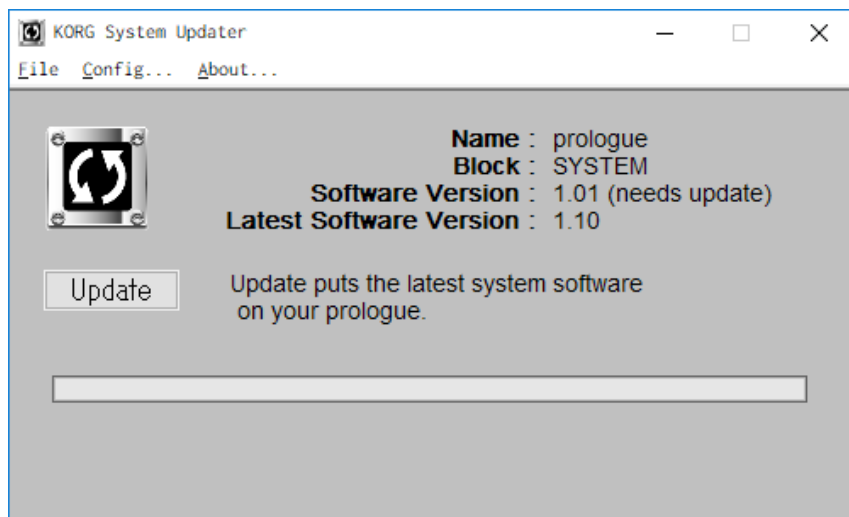 KORG System Updater
File Config... About...
Name : prologue
Block : SYSTEM
Software Version : 1.01 (needs update)
Latest Software Version : 1.10
Update
Update puts the latest system software
on your prologue.